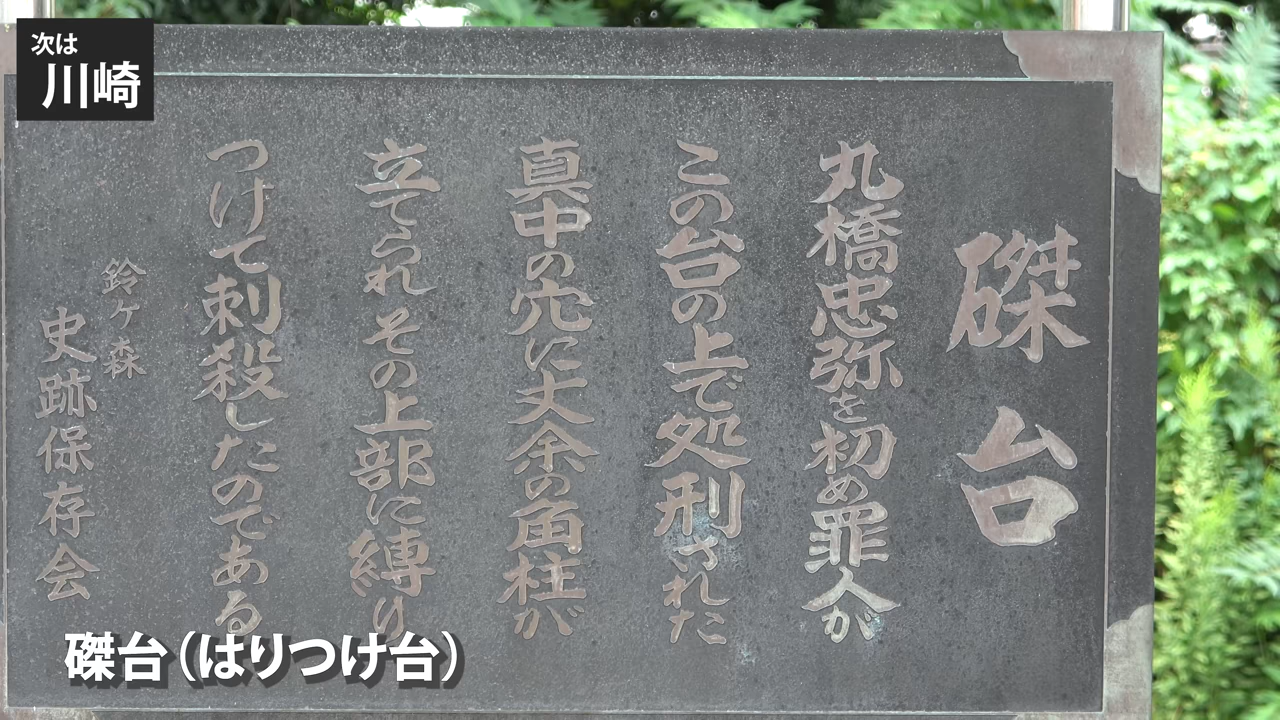 次は
川崎
磔台
丸橋忠弥を初め罪人が
この台の上で処刑された
真中の穴に丈余の角柱が
立てられその上部に縛り
つけて刺殺したのである
鈴ヶ森
史跡保存会
磔台(はりつけ台)